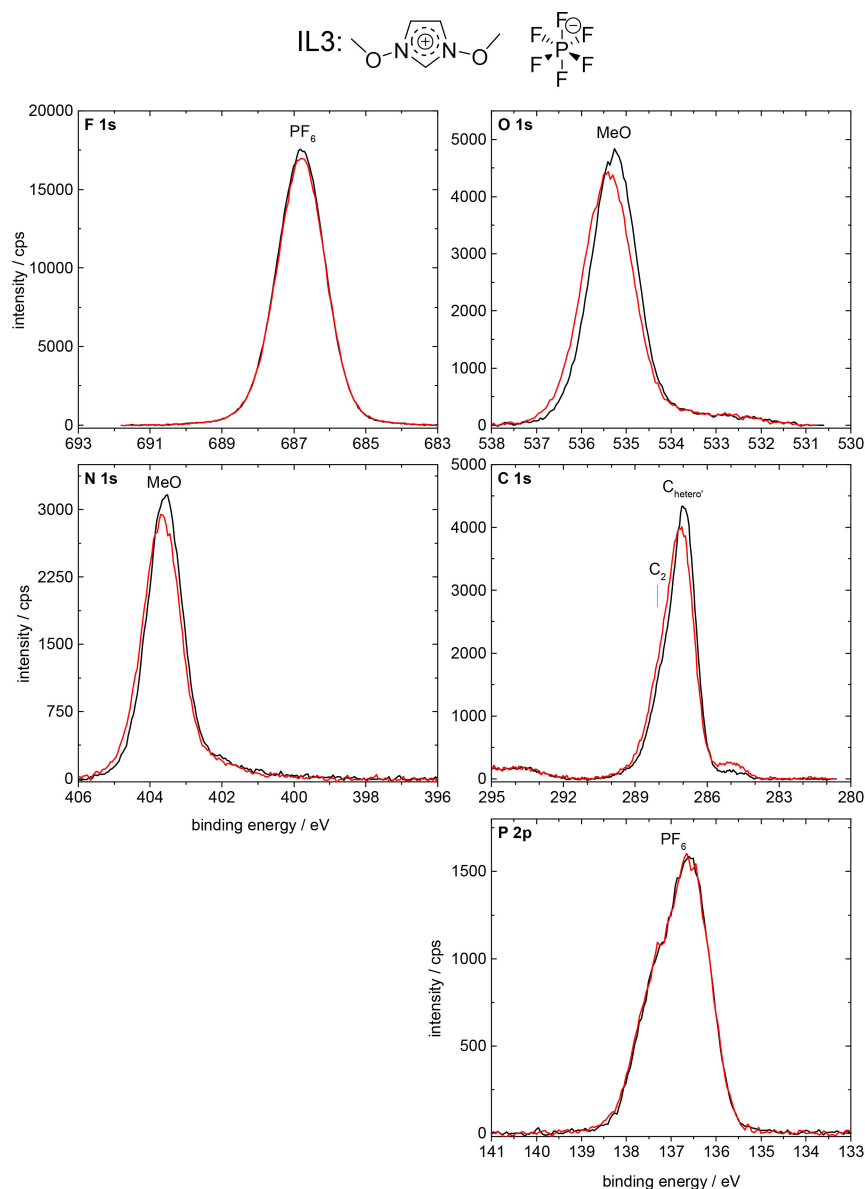 IL3:
O N N O
+
F F F
P
F F F
−
F 1s
PF6
20000
15000
10000
5000
0
693 691 689 687 685 683
intensity / cps
O 1s
MeO
5000
4000
3000
2000
1000
0
538 537 536 535 534 533 532 531 530
N 1s
MeO
3000
2250
1500
750
0
406 404 402 400 398 396
intensity / cps
binding energy / eV
C 1s
Chetero'
C2
5000
4000
3000
2000
1000
0
295 292 289 286 283 280
P 2p
PF6
1500
1000
500
0
141 140 139 138 137 136 135 134 133
intensity / cps
binding energy / eV